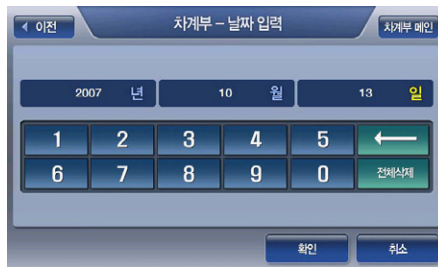 이전 차계부 – 날짜 입력 차계부 메인
2007 년 10 월 13 일
1 2 3 4 5 ←
6 7 8 9 0 전체삭제
확인 취소